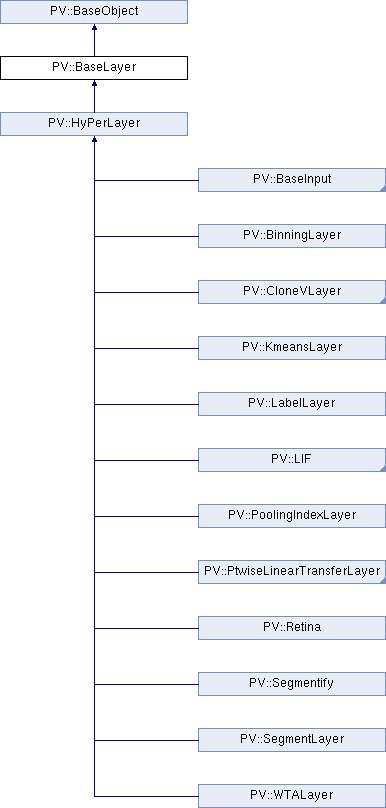 PV::BaseObject
PV::BaseLayer
PV::HyPerLayer
PV::BaseInput
PV::BinningLayer
PV::CloneVLayer
PV::KmeansLayer
PV::LabelLayer
PV::LIF
PV::PoolingIndexLayer
PV::PtwiseLinearTransferLayer
PV::Retina
PV::Segmentify
PV::SegmentLayer
PV::WTALayer